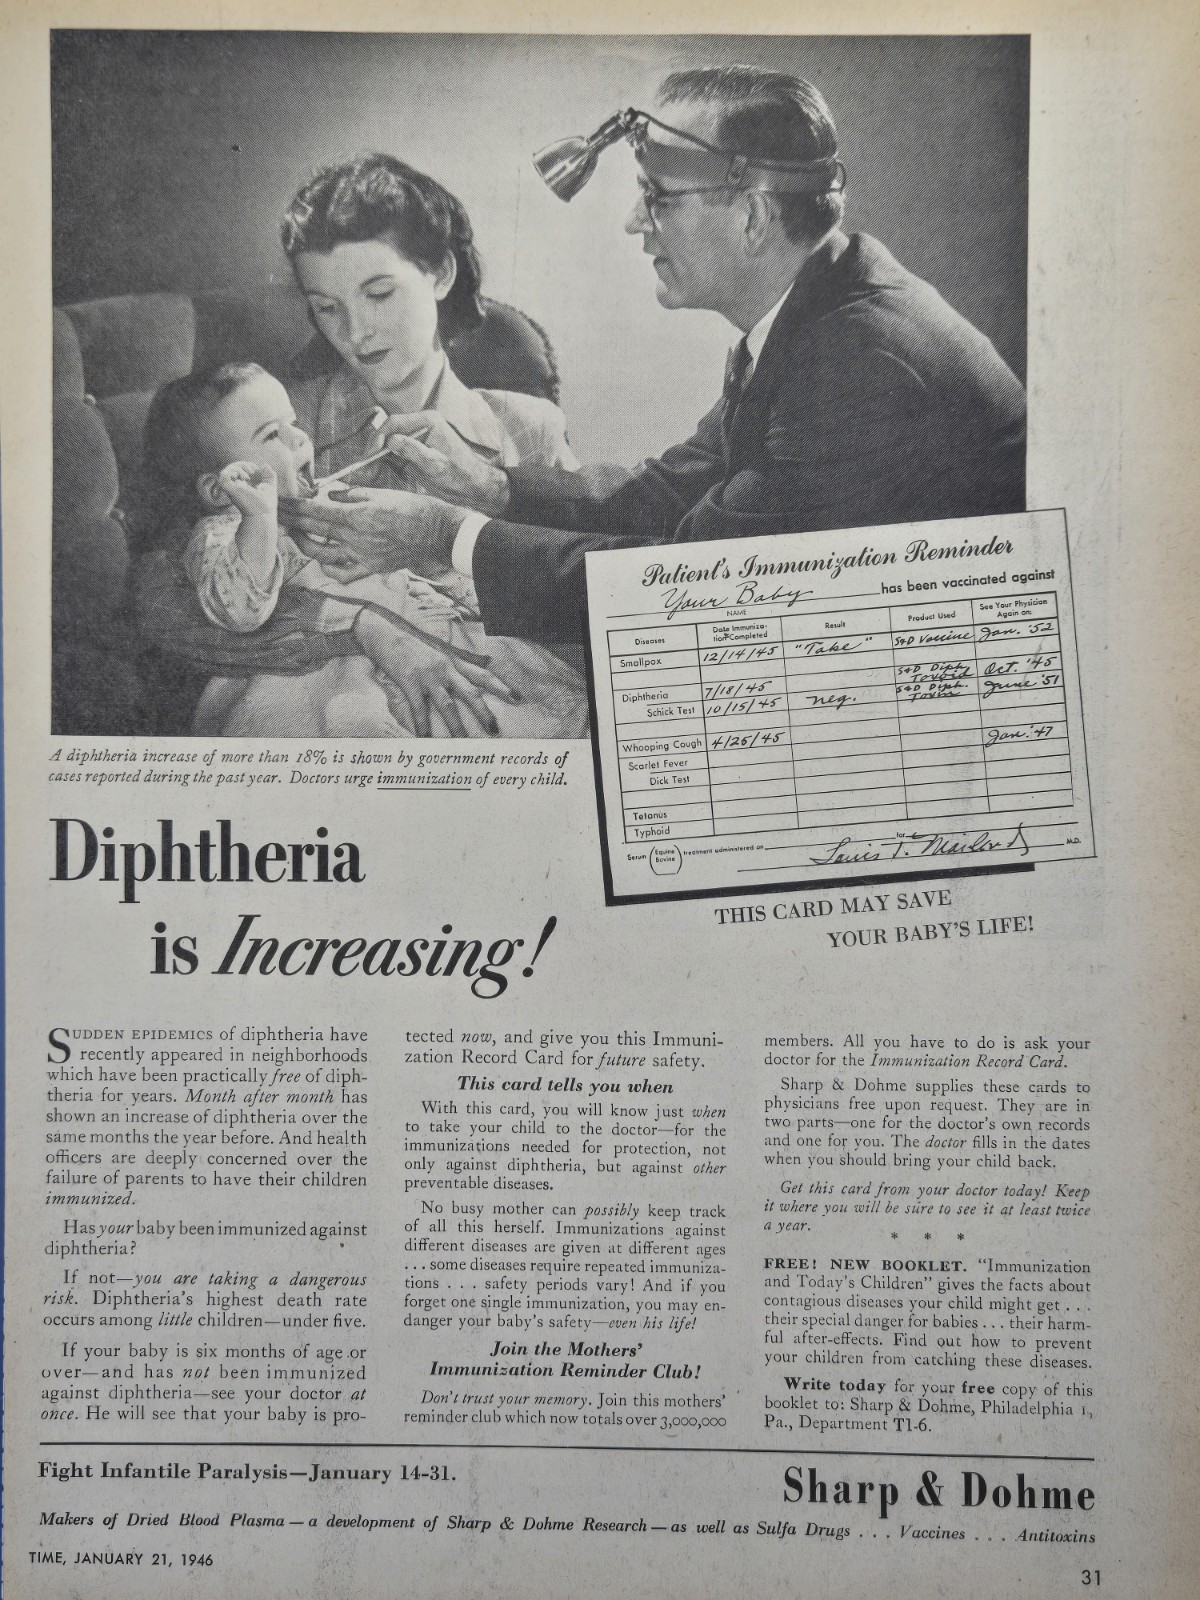 Patient's Immunization Reminder
Your Baby has been vaccinated against
NAME
Diseases Date Immuniza-tion Completed Result Product Used See Your Physician Again on:
Smallpox 12/14/45 "Take" S&D Vaccine Jan. '52
Diphtheria 7/18/45 S&D Diph. Toxoid Oct. '45
Schick Test 10/15/45 neg. S&D Diph. Toxin June '51
Whooping Cough 4/25/45 Jan. '47
Scarlet Fever
Dick Test
Tetanus
Typhoid
Serum (Equine Bovine) treatment administered on for
Louis T. M.D.
THIS CARD MAY SAVE
YOUR BABY'S LIFE!
A diphtheria increase of more than 18% is shown by government records of
cases reported during the past year. Doctors urge immunization of every child.
Diphtheria
is Increasing!
SUDDEN EPIDEMICS of diphtheria have
recently appeared in neighborhoods
which have been practically free of diph-
theria for years. Month after month has
shown an increase of diphtheria over the
same months the year before. And health
officers are deeply concerned over the
failure of parents to have their children
immunized.
Has your baby been immunized against
diphtheria?
If not—you are taking a dangerous
risk. Diphtheria's highest death rate
occurs among little children—under five.
If your baby is six months of age or
over—and has not been immunized
against diphtheria—see your doctor at
once. He will see that your baby is pro-
tected now, and give you this Immuni-
zation Record Card for future safety.
This card tells you when
With this card, you will know just when
to take your child to the doctor—for the
immunizations needed for protection, not
only against diphtheria, but against other
preventable diseases.
No busy mother can possibly keep track
of all this herself. Immunizations against
different diseases are given at different ages
. . . some diseases require repeated immuniza-
tions . . . safety periods vary! And if you
forget one single immunization, you may en-
danger your baby's safety—even his life!
Join the Mothers'
Immunization Reminder Club!
Don't trust your memory. Join this mothers'
reminder club which now totals over 3,000,000
members. All you have to do is ask your
doctor for the Immunization Record Card.
Sharp & Dohme supplies these cards to
physicians free upon request. They are in
two parts—one for the doctor's own records
and one for you. The doctor fills in the dates
when you should bring your child back.
Get this card from your doctor today! Keep
it where you will be sure to see it at least twice
a year.
* * *
FREE! NEW BOOKLET. "Immunization
and Today's Children" gives the facts about
contagious diseases your child might get . . .
their special danger for babies . . . their harm-
ful after-effects. Find out how to prevent
your children from catching these diseases.
Write today for your free copy of this
booklet to: Sharp & Dohme, Philadelphia 1,
Pa., Department T1-6.
Fight Infantile Paralysis—January 14-31.
Sharp & Dohme
Makers of Dried Blood Plasma—a development of Sharp & Dohme Research—as well as Sulfa Drugs . . . Vaccines . . . Antitoxins
TIME, JANUARY 21, 1946
31